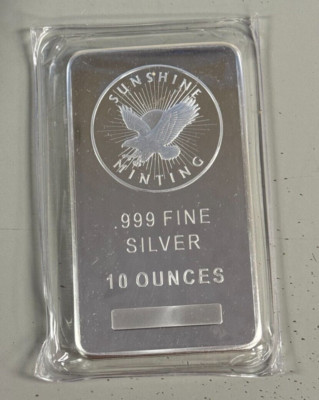 SUNSHINE
MINTING
.999 FINE
SILVER
10 OUNCES